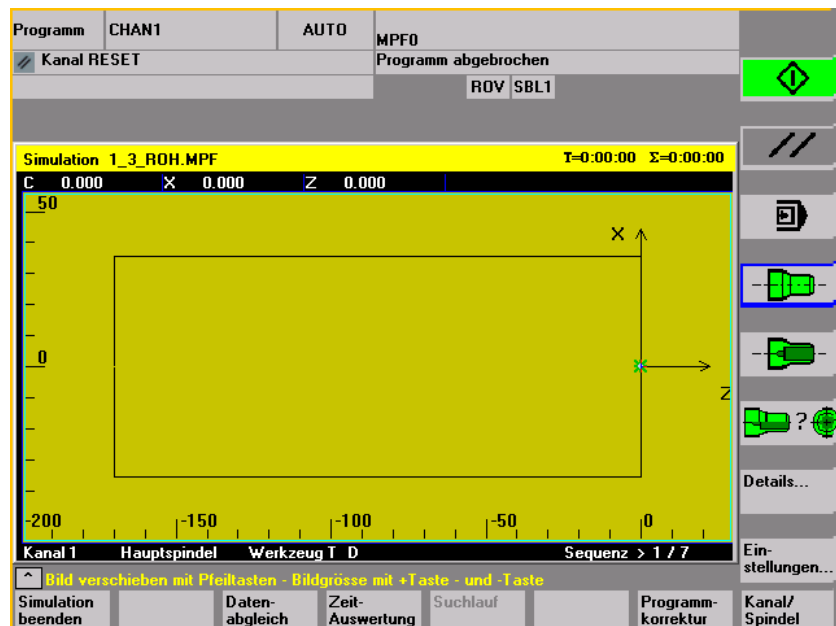 Programm CHAN1 AUTO MPF0
Kanal RESET Programm abgebrochen
ROV SBL1
Simulation 1_3_ROH.MPF T=0:00:00 Σ=0:00:00
C 0.000 X 0.000 Z 0.000
50
X
0
Z
-200 -150 -100 -50 0
Kanal 1 Hauptspindel Werkzeug T D Sequenz > 1 / 7
^ Bild verschieben mit Pfeiltasten - Bildgrösse mit +Taste - und -Taste
Simulation beenden
Daten-abgleich
Zeit-Auswertung
Suchlauf
Programm-korrektur
Kanal/Spindel
?
Details...
Ein-stellungen...